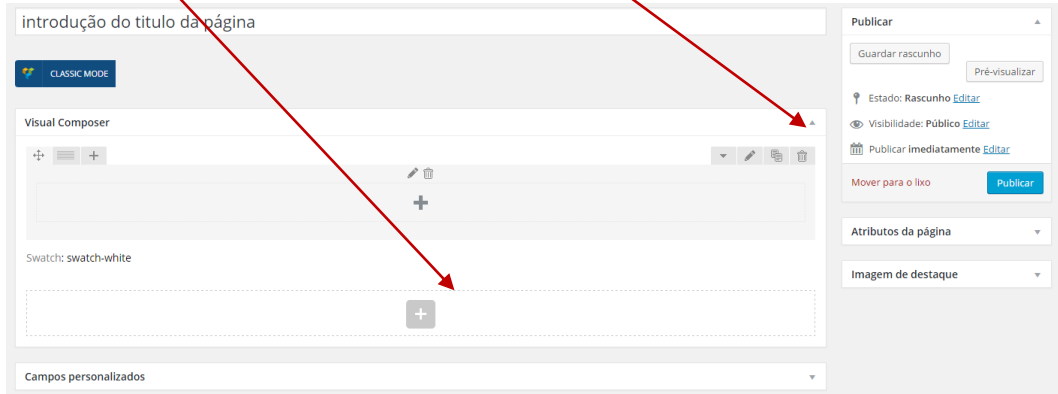 introdução do titulo da página
CLASSIC MODE
Visual Composer
Swatch: swatch-white
Campos personalizados
Publicar
Guardar rascunho
Pré-visualizar
Estado: Rascunho Editar
Visibilidade: Público Editar
Publicar imediatamente Editar
Mover para o lixo
Publicar
Atributos da página
Imagem de destaque